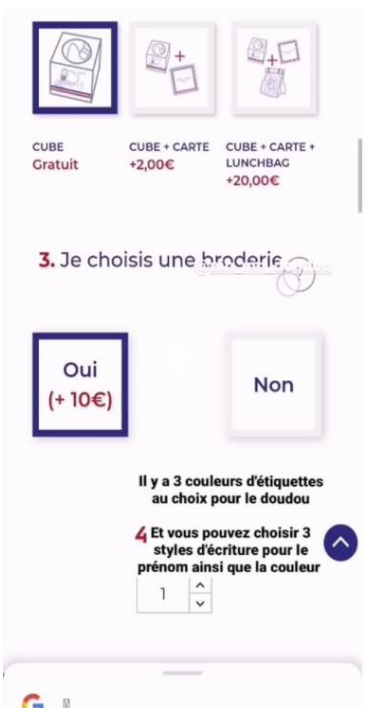 +
+
CUBE
Gratuit
CUBE + CARTE
+2,00€
CUBE + CARTE +
LUNCHBAG
+20,00€
3. Je choisis une broderie
Oui
(+ 10€)
Non
Il y a 3 couleurs d'étiquettes
au choix pour le doudou
4 Et vous pouvez choisir 3
styles d'écriture pour le
prénom ainsi que la couleur
1
G